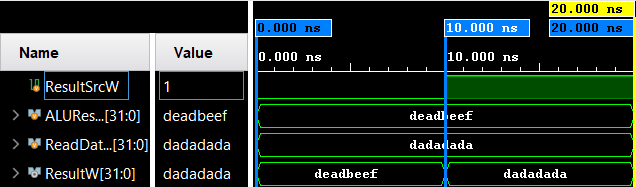 20.000 ns
0.000 ns 10.000 ns 20.000 ns
Name Value 0.000 ns 10.000 ns
ResultSrcW 1
ALURes...[31:0] deadbeef deadbeef
ReadDat...[31:0] dadadada dadadada
ResultW[31:0] dadadada deadbeef dadadada